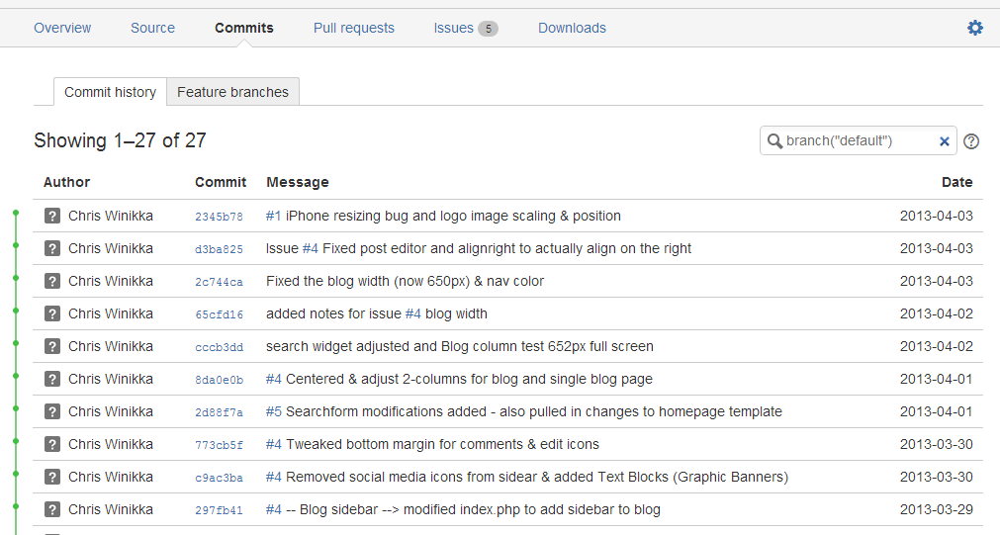 Overview Source Commits Pull requests Issues 5 Downloads
Commit history Feature branches
Showing 1–27 of 27 branch("default") × ?
Author Commit Message Date
? Chris Winikka 2345b78 #1 iPhone resizing bug and logo image scaling & position 2013-04-03
? Chris Winikka d3ba825 Issue #4 Fixed post editor and alignright to actually align on the right 2013-04-03
? Chris Winikka 2c744ca Fixed the blog width (now 650px) & nav color 2013-04-03
? Chris Winikka 65cfd16 added notes for issue #4 blog width 2013-04-02
? Chris Winikka cccb3dd search widget adjusted and Blog column test 652px full screen 2013-04-02
? Chris Winikka 8da0e0b #4 Centered & adjust 2-columns for blog and single blog page 2013-04-01
? Chris Winikka 2d88f7a #5 Searchform modifications added - also pulled in changes to homepage template 2013-04-01
? Chris Winikka 773cb5f #4 Tweaked bottom margin for comments & edit icons 2013-03-30
? Chris Winikka c9ac3ba #4 Removed social media icons from sidear & added Text Blocks (Graphic Banners) 2013-03-30
? Chris Winikka 297fb41 #4 -- Blog sidebar --> modified index.php to add sidebar to blog 2013-03-29